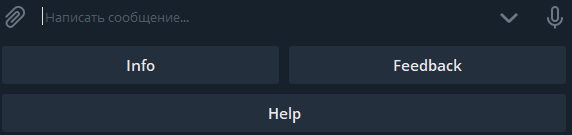 Написать сообщение...
Info
Feedback
Help